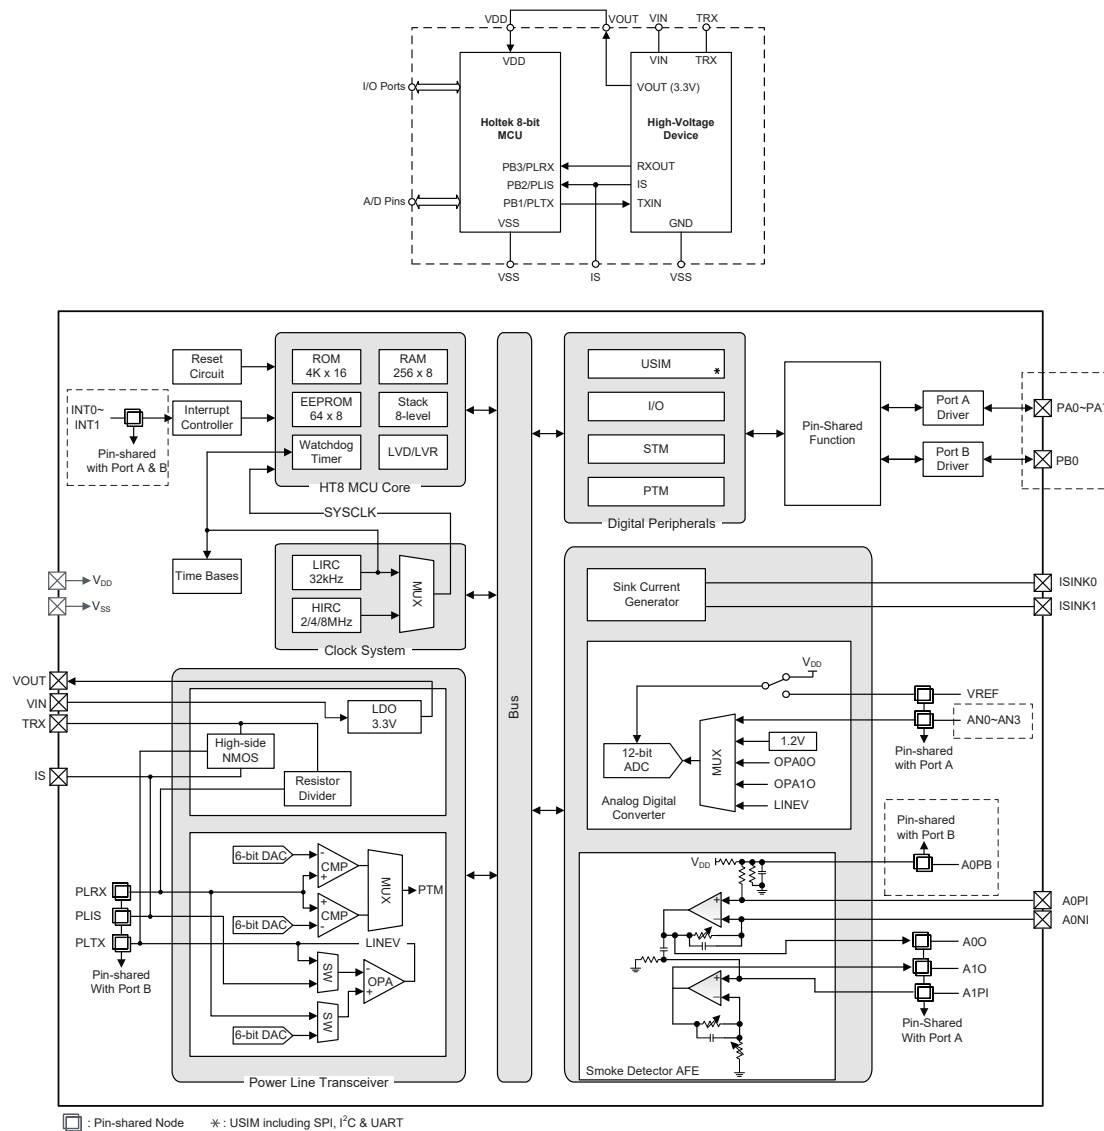 VDD VOUT VIN TRX
VDD VIN TRX
I/O Ports
VOUT (3.3V)
Holtek 8-bit
MCU
High-Voltage
Device
PB3/PLRX RXOUT
PB2/PLIS IS
A/D Pins PB1/PLTX TXIN
VSS GND
VSS IS VSS
Reset
Circuit
ROM
4K x 16
RAM
256 x 8
USIM
*
INT0~
INT1
Interrupt
Controller
EEPROM
64 x 8
Stack
8-level
I/O
Pin-shared
with Port A & B
Watchdog
Timer
LVD/LVR
STM
PTM
HT8 MCU Core
Digital Peripherals
Pin-Shared
Function
Port A
Driver
PA0~PA7
Port B
Driver
PB0
SYSCLK
Time Bases
LIRC
32kHz
HIRC
2/4/8MHz
MUX
Clock System
VDD
VSS
Bus
Sink Current
Generator
ISINK0
ISINK1
VOUT
VIN
TRX
IS
LDO
3.3V
High-side
NMOS
Resistor
Divider
VDD
12-bit
ADC
MUX
1.2V
OPA0O
OPA1O
LINEV
Analog Digital
Converter
VREF
AN0~AN3
Pin-shared
with Port A
Pin-shared
with Port B
A0PB
6-bit DAC
-
CMP
+
MUX
PTM
+
CMP
-
6-bit DAC
PLRX
PLIS
PLTX
Pin-shared
With Port B
LINEV
SW
-
OPA
+
SW
6-bit DAC
Power Line Transceiver
VDD
+
−
+
−
A0PI
A0NI
A0O
A1O
A1PI
Pin-Shared
With Port A
Smoke Detector AFE
: Pin-shared Node * : USIM including SPI, I²C & UART